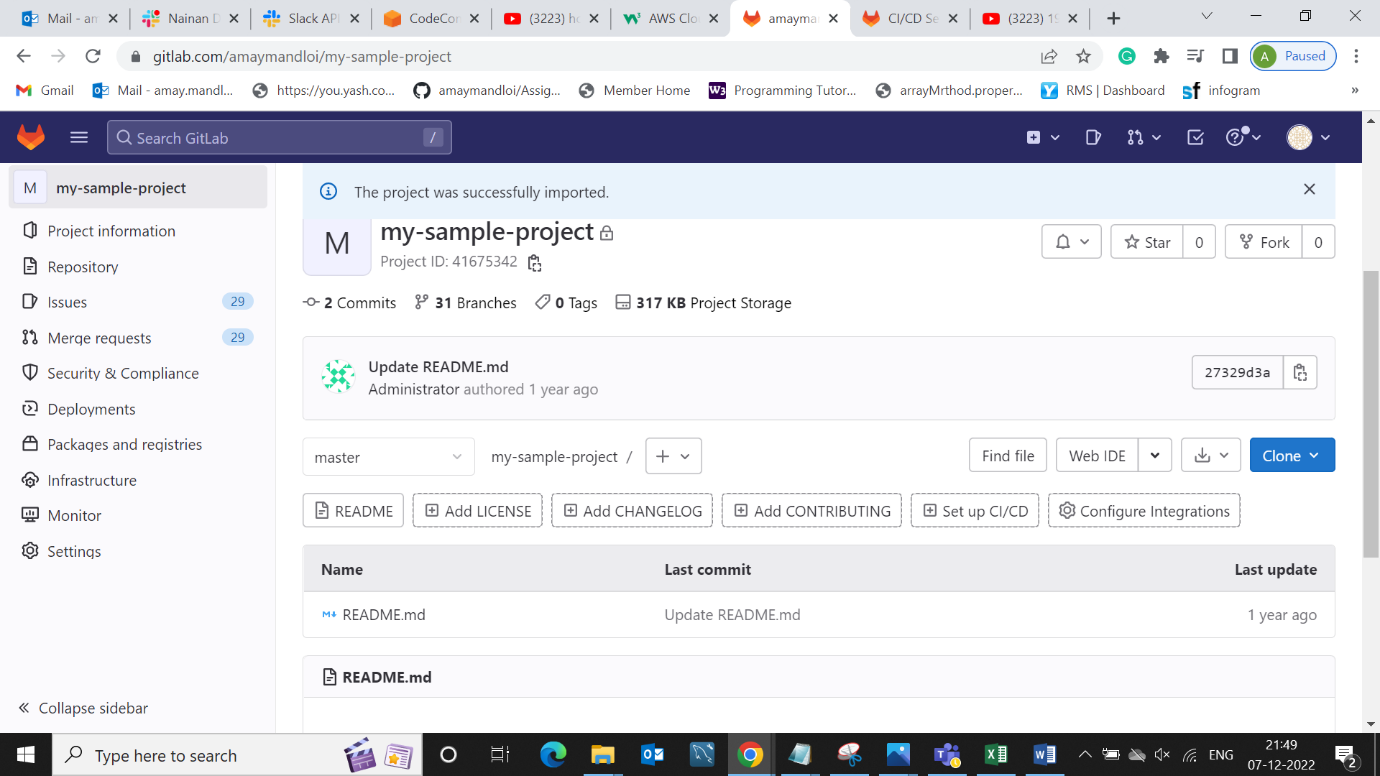 Mail - an
Nainan D
Slack API
CodeCor
(3223) h
AWS Clo
amayma
CI/CD Se
(3223) 19
gitlab.com/amaymandloi/my-sample-project
A Paused
Gmail
Mail - amay.mandl...
https://you.yash.co...
amaymandloi/Assig...
Member Home
W3 Programming Tutor...
arrayMrthod.proper...
RMS | Dashboard
sf infogram
»
Search GitLab /
M my-sample-project
Project information
Repository
Issues 29
Merge requests 29
Security & Compliance
Deployments
Packages and registries
Infrastructure
Monitor
Settings
Collapse sidebar
The project was successfully imported.
M
my-sample-project
Project ID: 41675342
Star 0
Fork 0
2 Commits 31 Branches 0 Tags 317 KB Project Storage
Update README.md
Administrator authored 1 year ago
27329d3a
master
my-sample-project /
Find file
Web IDE
Clone
README
Add LICENSE
Add CHANGELOG
Add CONTRIBUTING
Set up CI/CD
Configure Integrations
Name Last commit Last update
README.md Update README.md 1 year ago
README.md
Type here to search
ENG
21:49
07-12-2022
2